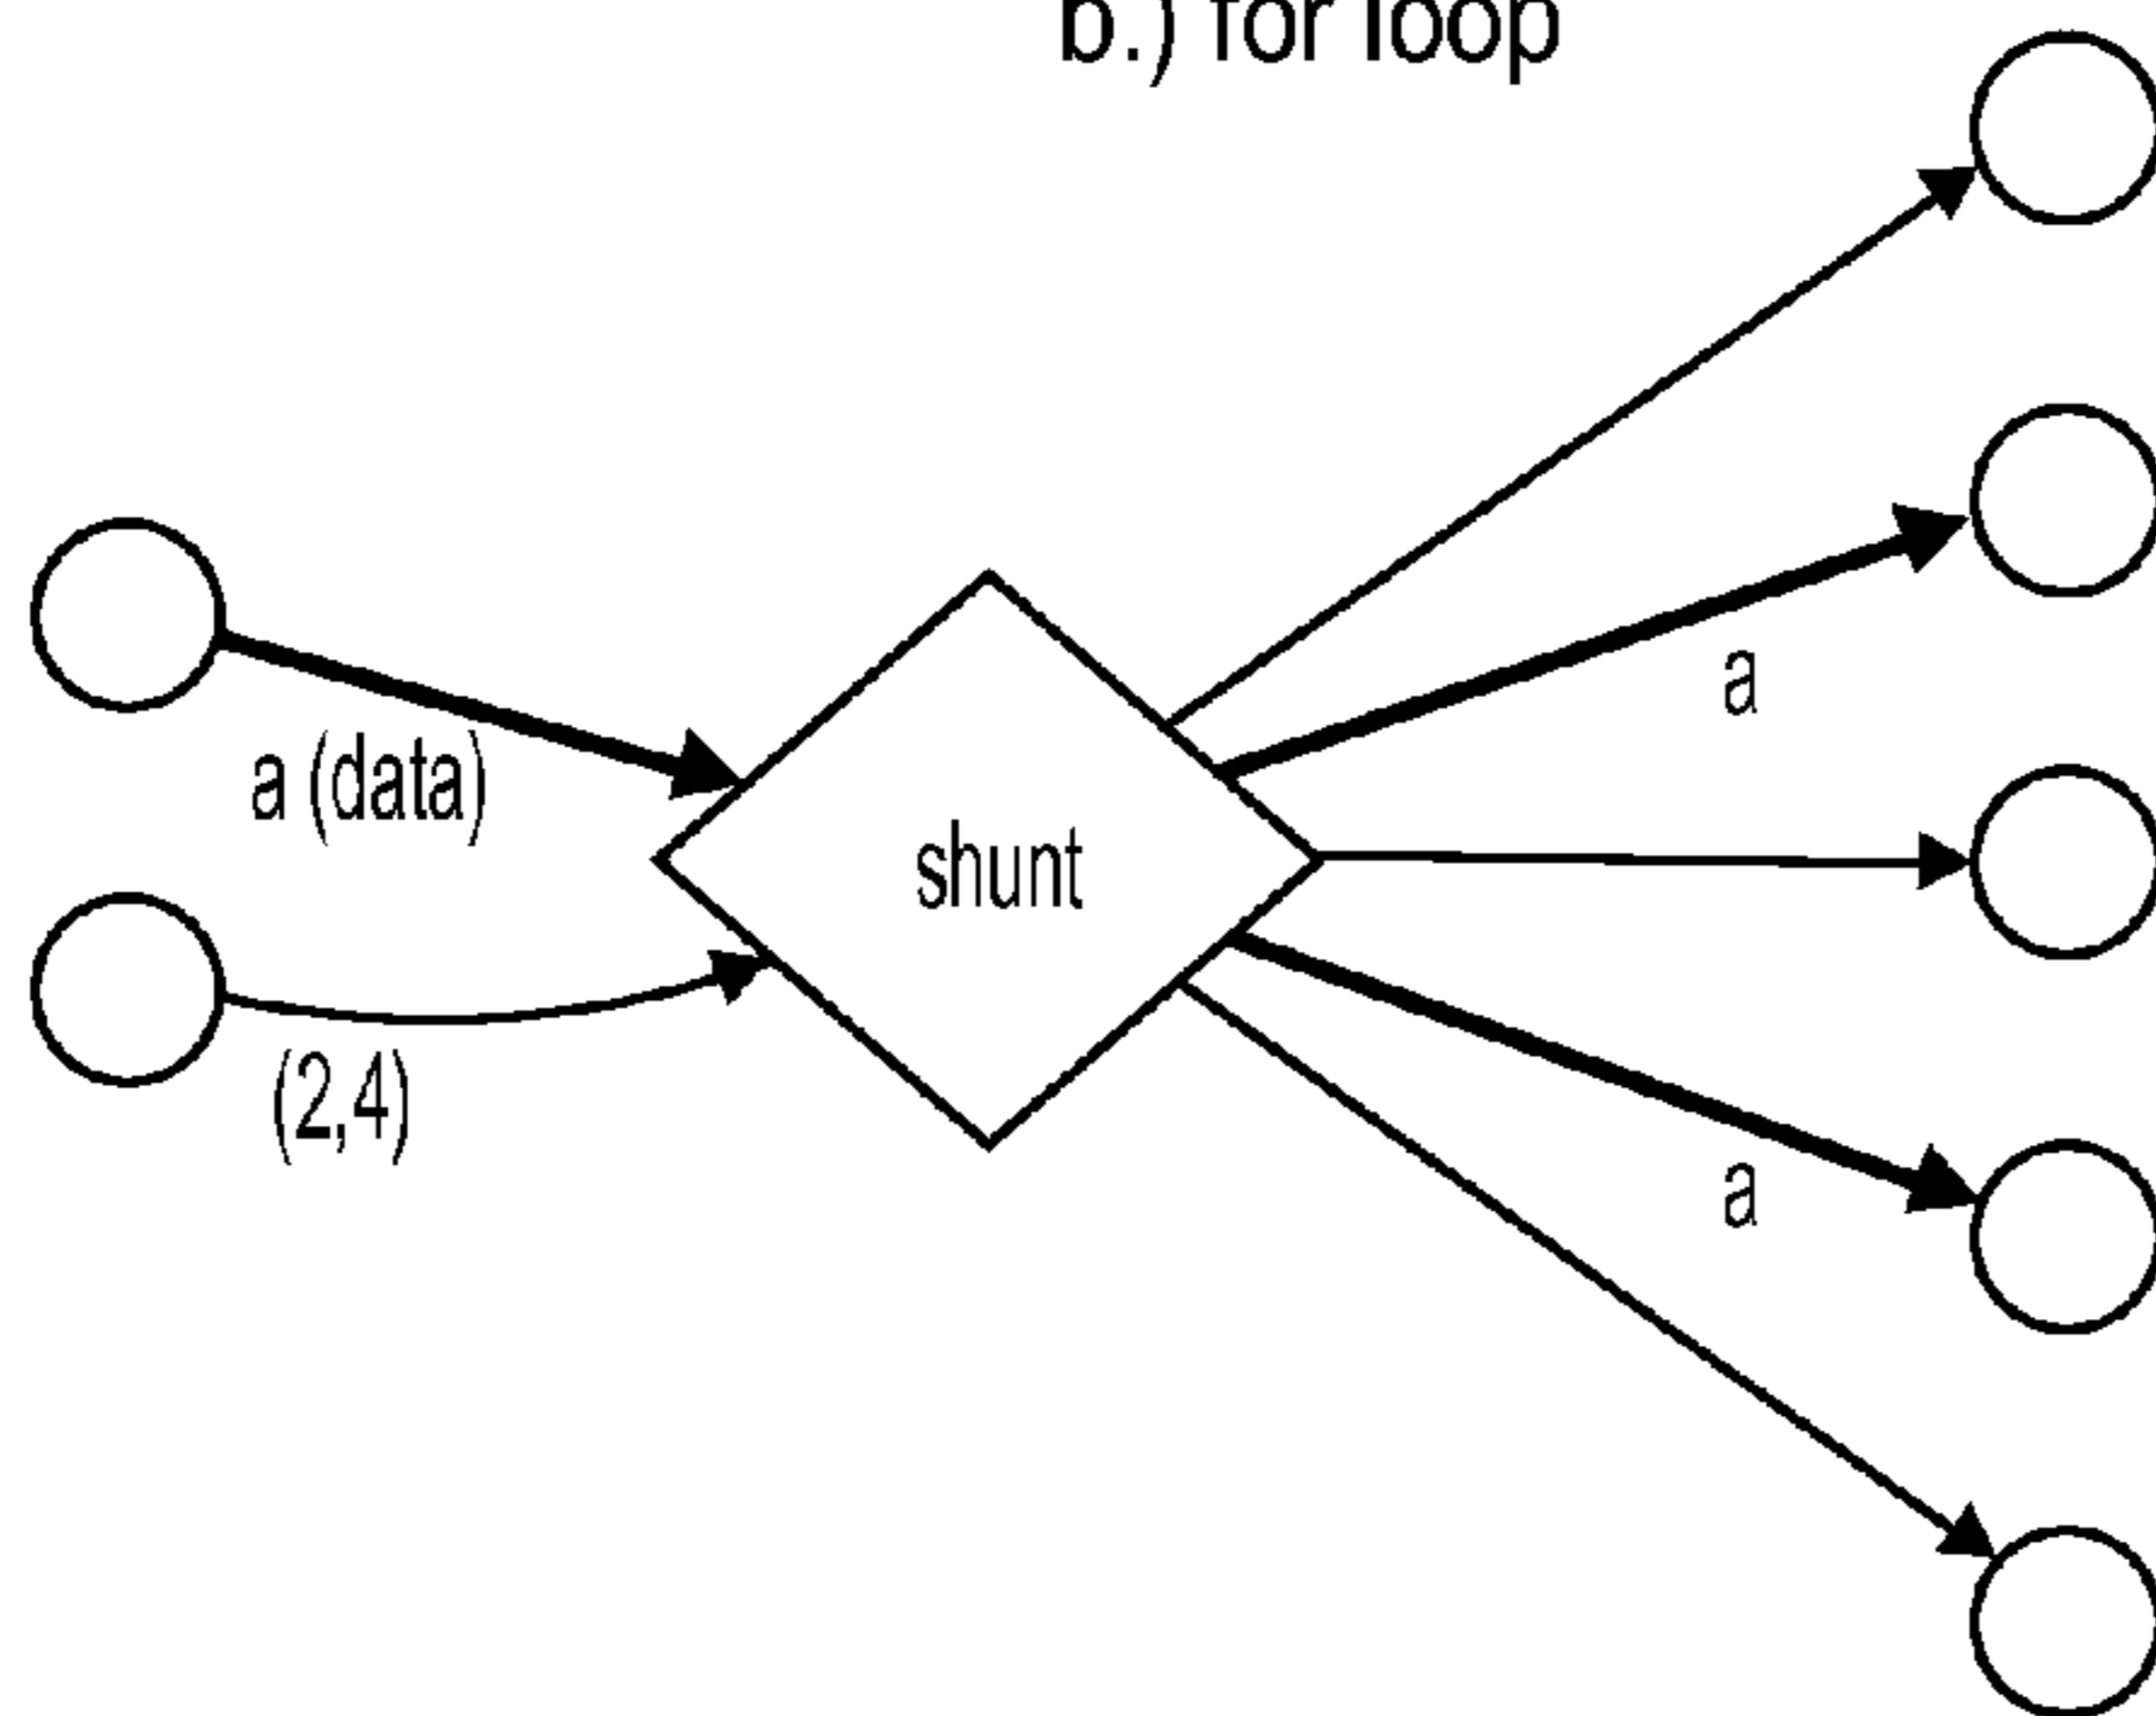 b.) for loop
a
a (data)
shunt
(2,4)
a